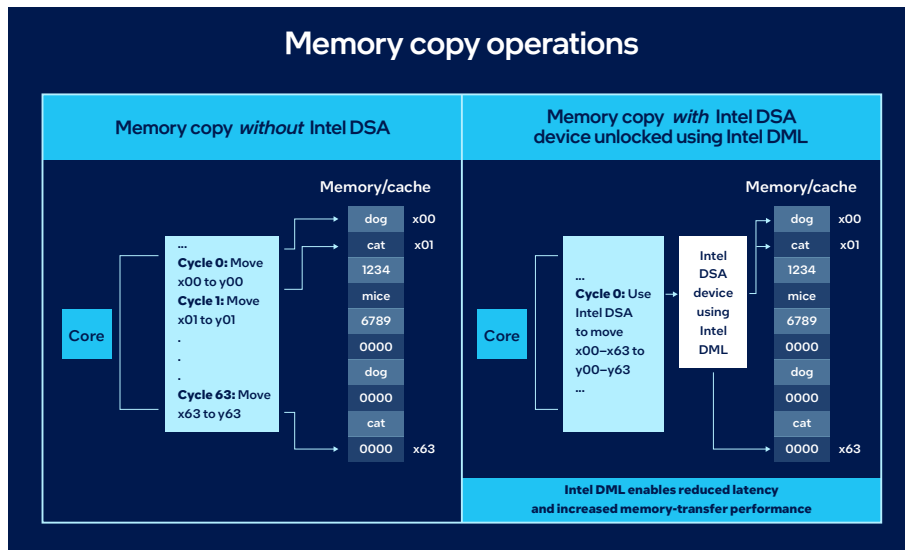 Memory copy operations
Memory copy without Intel DSA
Memory/cache
Core
...
Cycle 0: Move
x00 to y00
Cycle 1: Move
x01 to y01
.
.
.
Cycle 63: Move
x63 to y63
dog x00
cat x01
1234
mice
6789
0000
dog
0000
cat
0000 x63
Memory copy with Intel DSA
device unlocked using Intel DML
Memory/cache
Core
...
Cycle 0: Use
Intel DSA
to move
x00–x63 to
y00–y63
...
Intel
DSA
device
using
Intel
DML
dog x00
cat x01
1234
mice
6789
0000
dog
0000
cat
0000 x63
Intel DML enables reduced latency
and increased memory-transfer performance